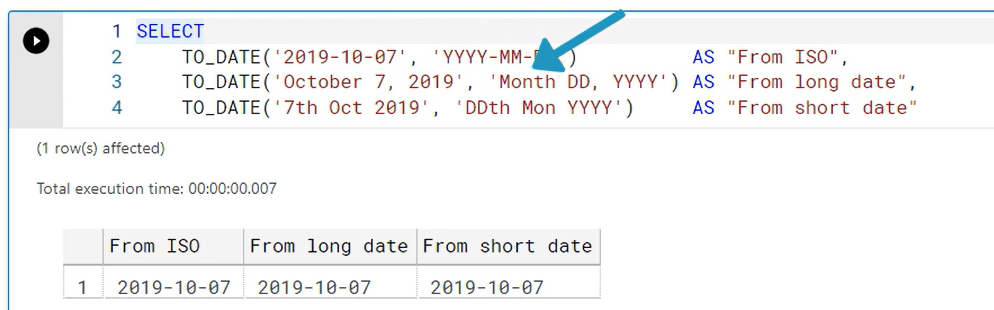 1 SELECT
2 TO_DATE('2019-10-07', 'YYYY-MM- ') AS "From ISO",
3 TO_DATE('October 7, 2019', 'Month DD, YYYY') AS "From long date",
4 TO_DATE('7th Oct 2019', 'DDth Mon YYYY') AS "From short date"
(1 row(s) affected)
Total execution time: 00:00:00.007
From ISO From long date From short date
1 2019-10-07 2019-10-07 2019-10-07